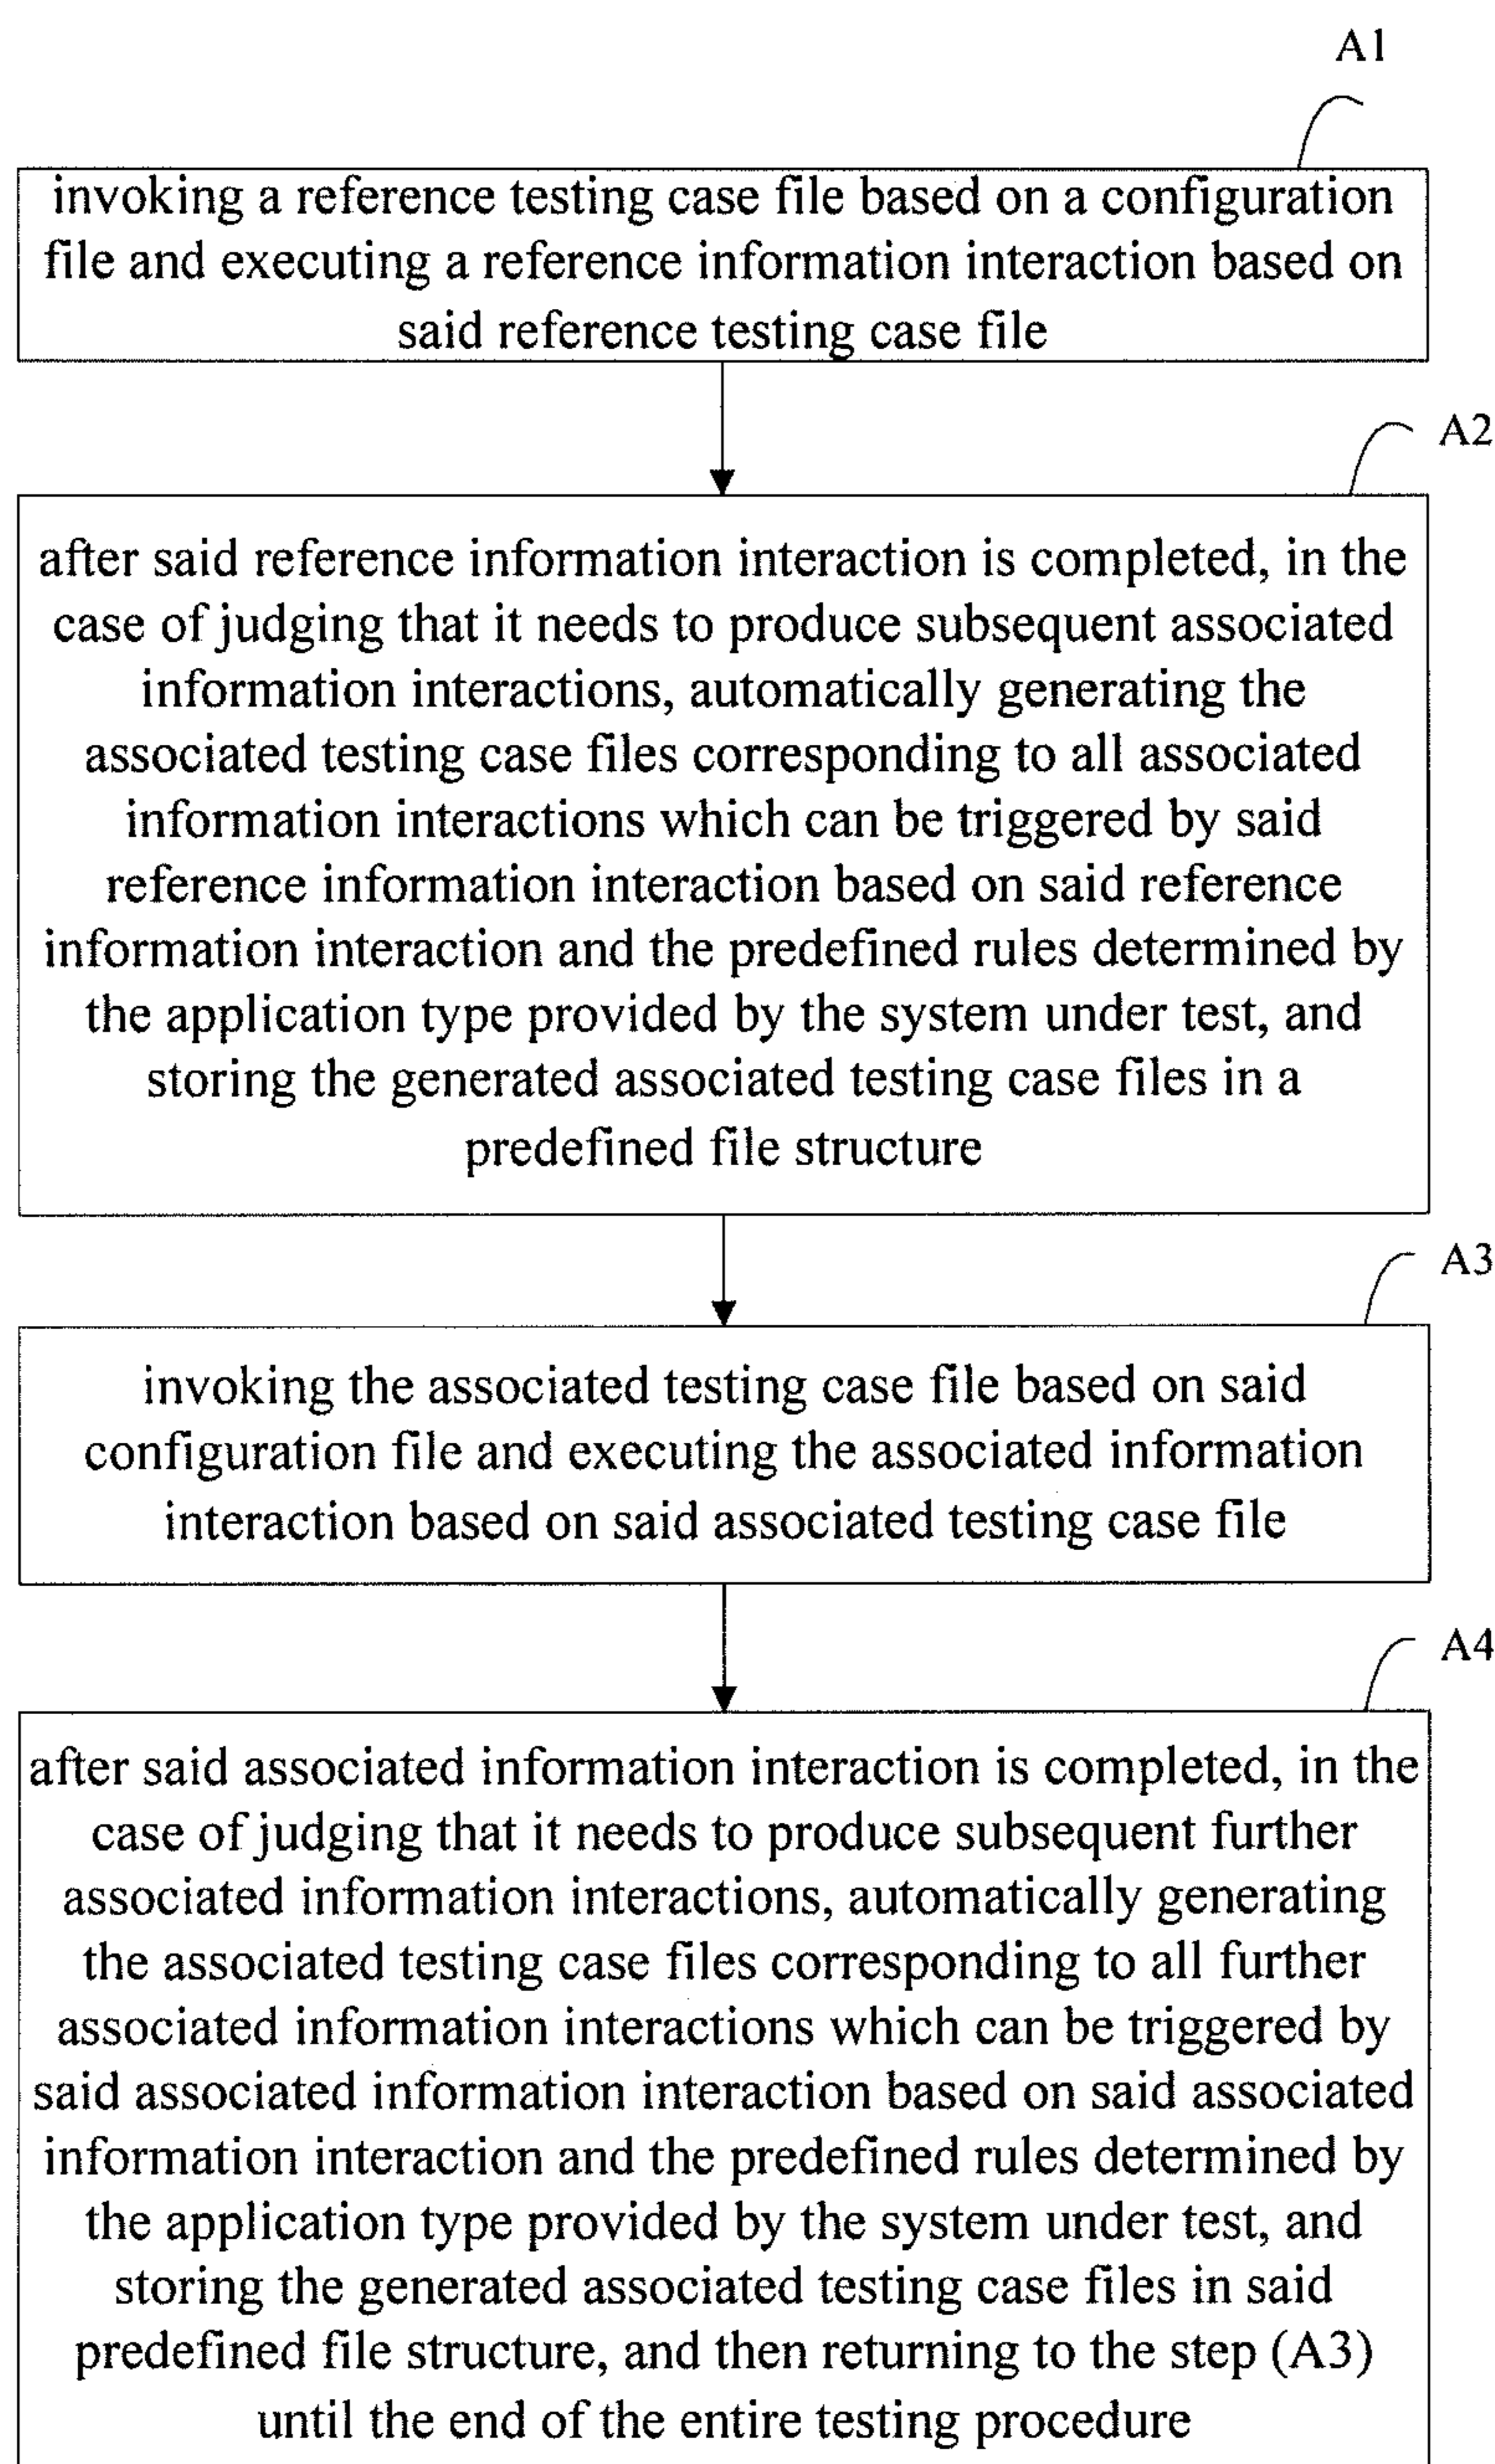 A1
invoking a reference testing case file based on a configuration
file and executing a reference information interaction based on
said reference testing case file
A2
after said reference information interaction is completed, in the
case of judging that it needs to produce subsequent associated
information interactions, automatically generating the
associated testing case files corresponding to all associated
information interactions which can be triggered by said
reference information interaction based on said reference
information interaction and the predefined rules determined by
the application type provided by the system under test, and
storing the generated associated testing case files in a
predefined file structure
A3
invoking the associated testing case file based on said
configuration file and executing the associated information
interaction based on said associated testing case file
A4
after said associated information interaction is completed, in the
case of judging that it needs to produce subsequent further
associated information interactions, automatically generating
the associated testing case files corresponding to all further
associated information interactions which can be triggered by
said associated information interaction based on said associated
information interaction and the predefined rules determined by
the application type provided by the system under test, and
storing the generated associated testing case files in said
predefined file structure, and then returning to the step (A3)
until the end of the entire testing procedure